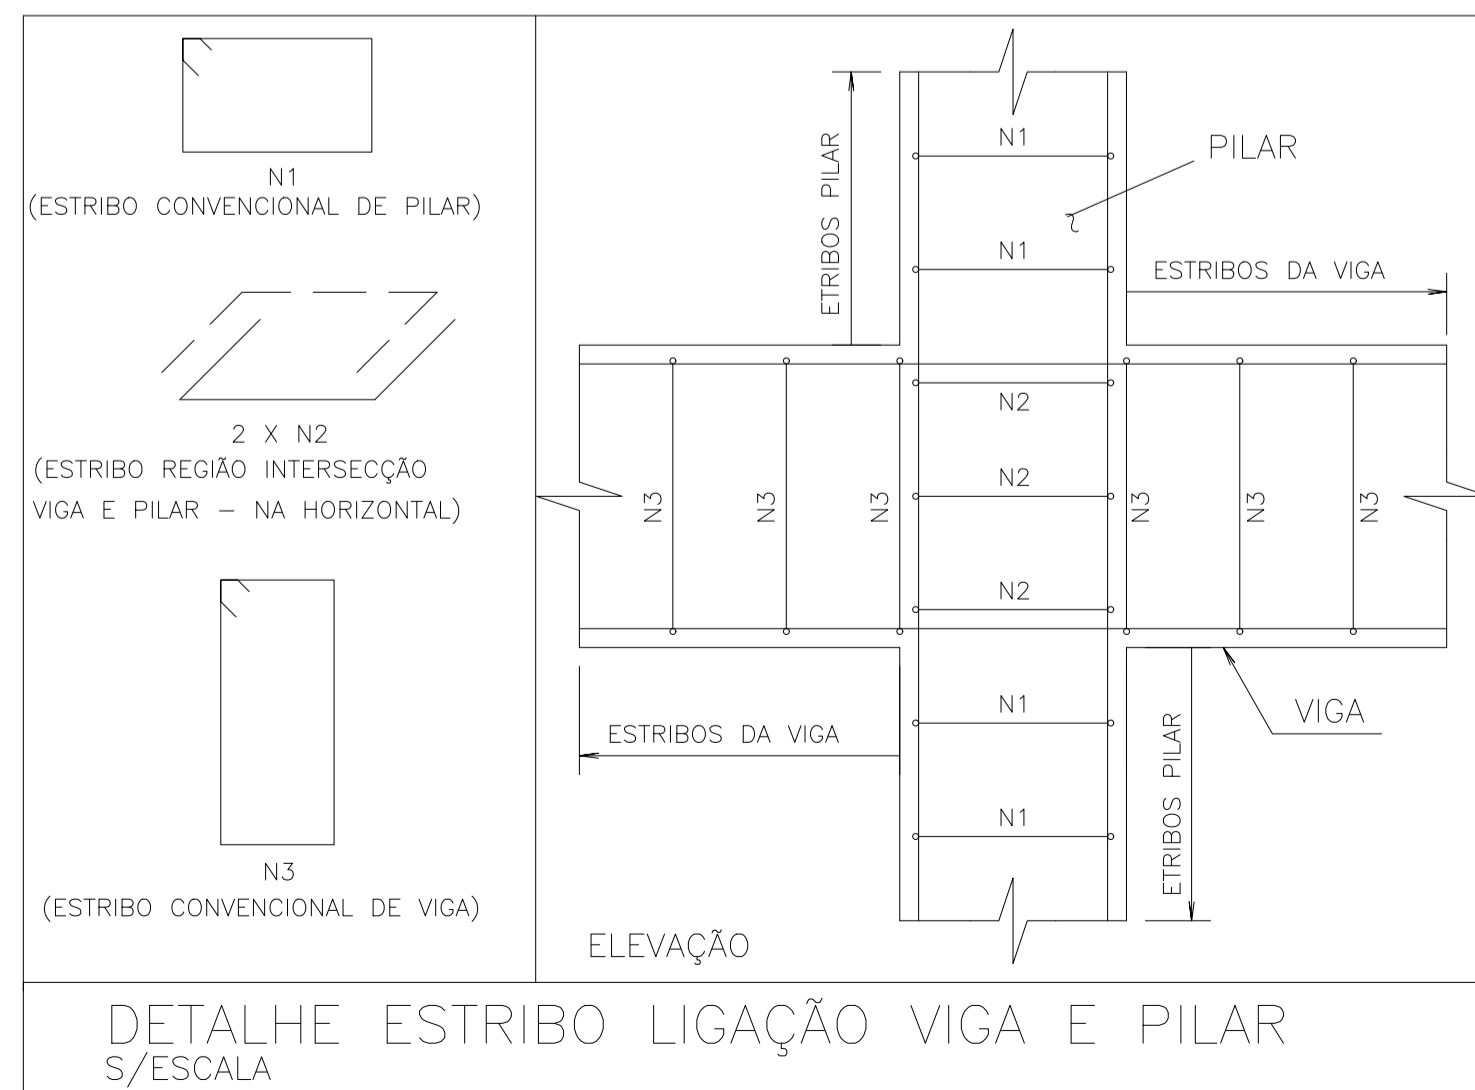 N1
(ESTRIBO CONVENCIONAL DE PILAR)
2 X N2
(ESTRIBO REGIÃO INTERSECÇÃO
VIGA E PILAR – NA HORIZONTAL)
N3
(ESTRIBO CONVENCIONAL DE VIGA)
ETRIBOS PILAR
N1
PILAR
N1
ESTRIBOS DA VIGA
N2
N3
N3
N3
N2
N3
N3
N3
N2
N1
ESTRIBOS DA VIGA
VIGA
ETRIBOS PILAR
N1
ELEVAÇÃO
DETALHE ESTRIBO LIGAÇÃO VIGA E PILAR
S/ESCALA